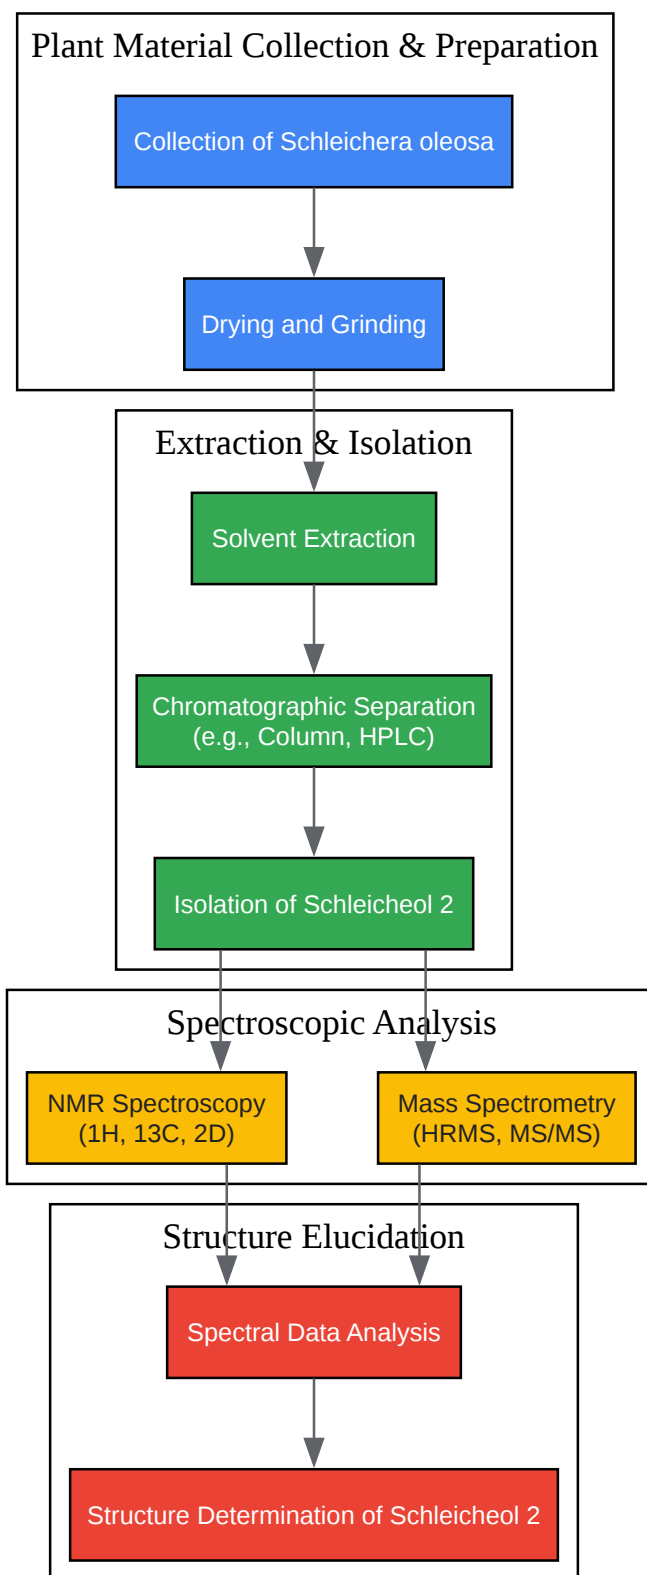 Plant Material Collection & Preparation
Collection of Schleichera oleosa
Drying and Grinding
Extraction & Isolation
Solvent Extraction
Chromatographic Separation
(e.g., Column, HPLC)
Isolation of Schleicheol 2
Spectroscopic Analysis
NMR Spectroscopy
(1H, 13C, 2D)
Mass Spectrometry
(HRMS, MS/MS)
Structure Elucidation
Spectral Data Analysis
Structure Determination of Schleicheol 2